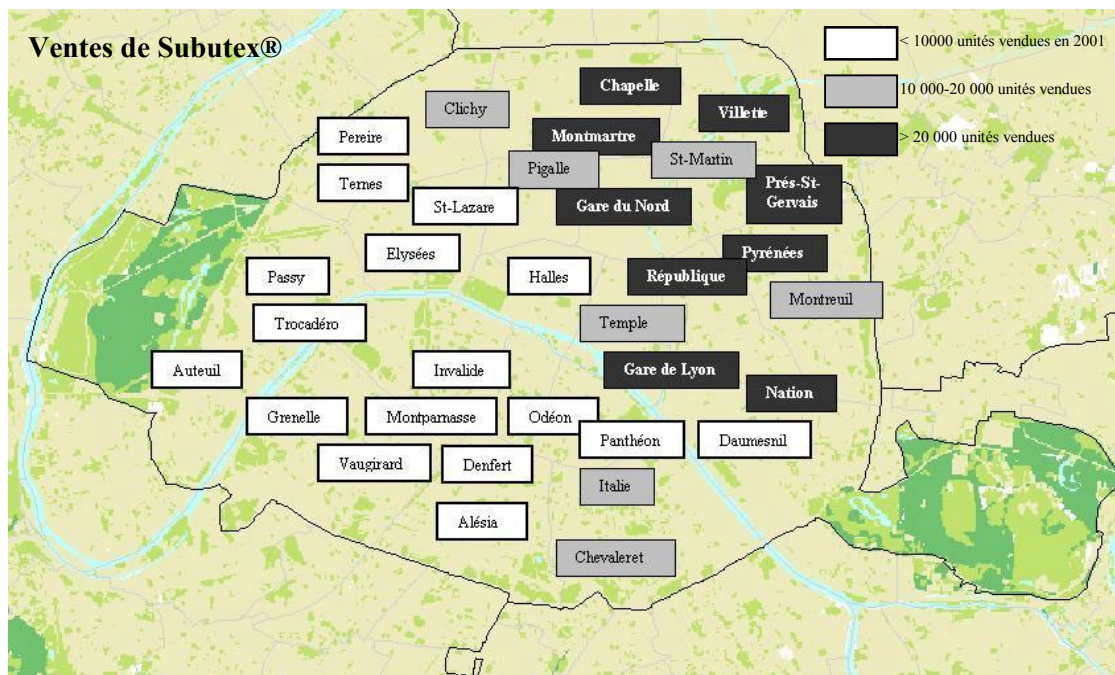 Ventes de Subutex®
< 10000 unités vendues en 2001
10 000-20 000 unités vendues
> 20 000 unités vendues
Chapelle
Clichy
Villette
Pereire
Montmartre
St-Martin
Pigalle
Ternes
Prés-St-
Gervais
St-Lazare
Gare du Nord
Elysées
Pyrénées
Passy
Halles
République
Montreuil
Trocadéro
Temple
Auteuil
Invalide
Gare de Lyon
Nation
Grenelle
Montparnasse
Odéon
Panthéon
Daumesnil
Vaugirard
Denfert
Italie
Alésia
Chevaleret